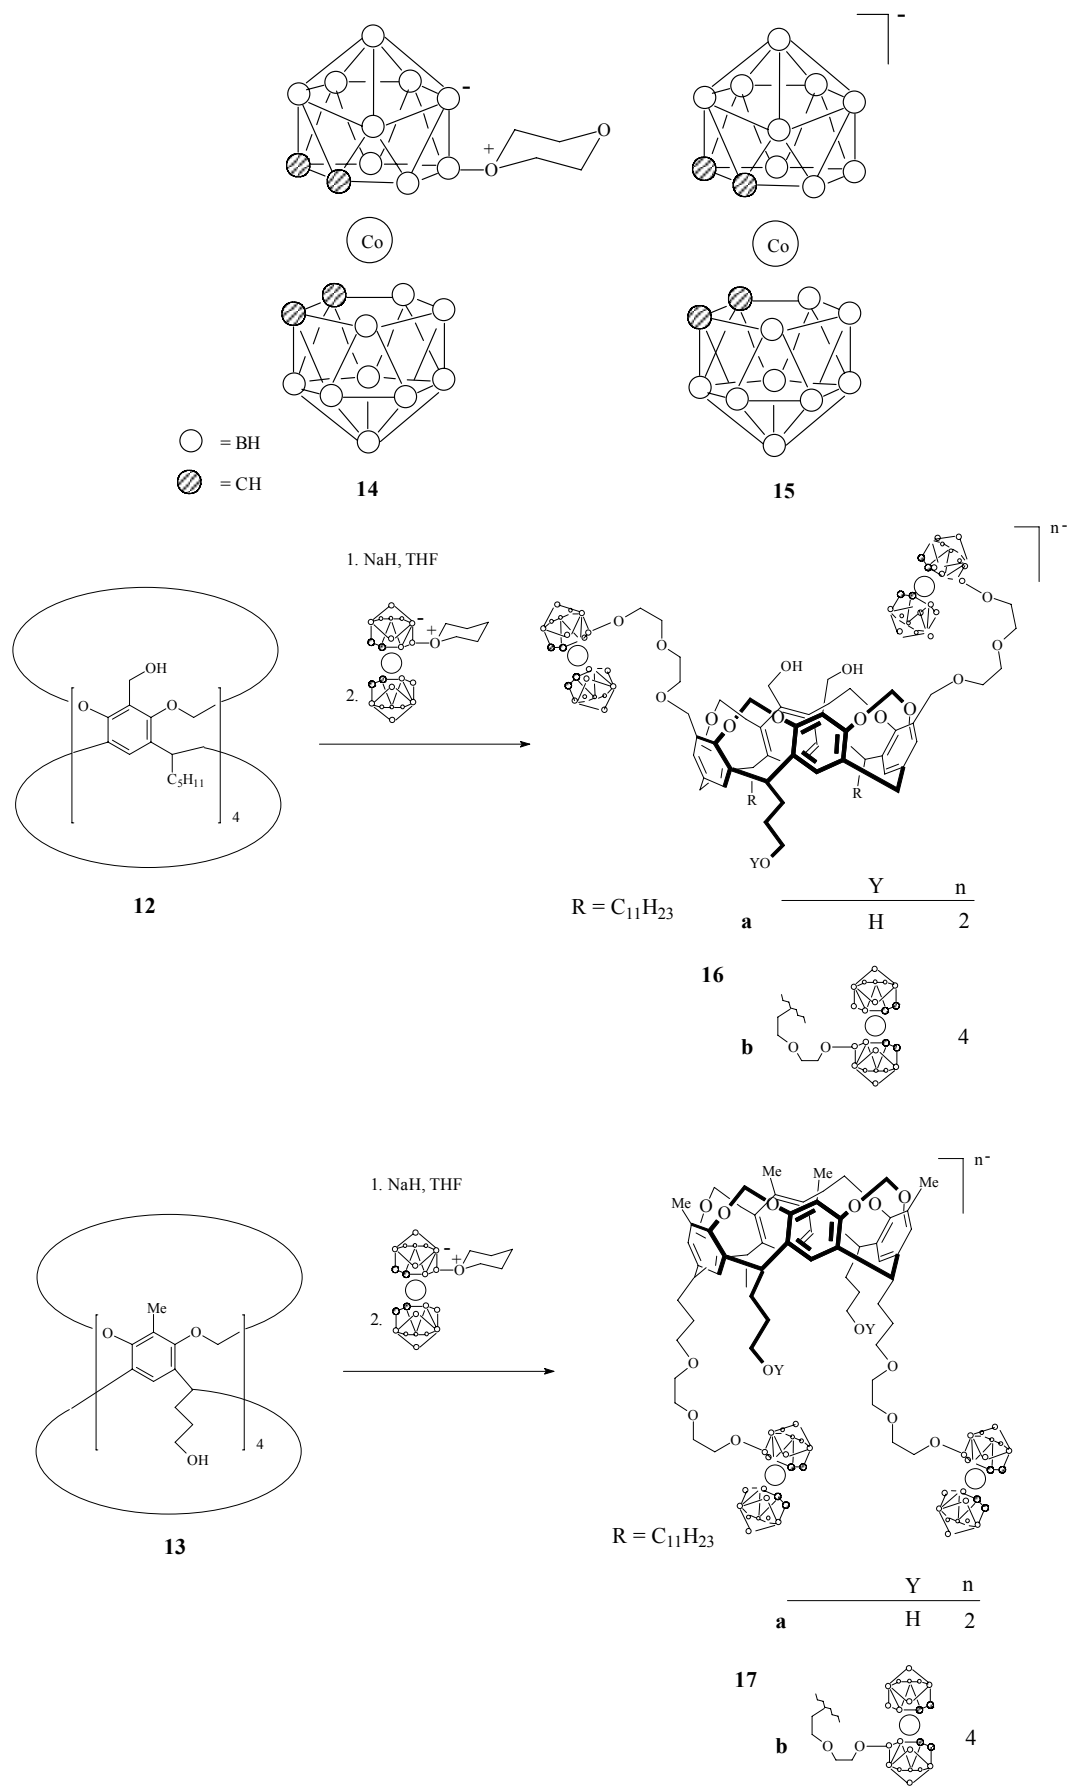 -
-
O
+
O
Co
Co
= BH
= CH
14
15
1. NaH, THF
n-
-
+
O
2.
OH
O
O
C5H11
4
12
O
O
O
O
O
O
OH
OH
O
O
O
O
O
O
R
R
YO
R = C11H23
Y n
a H 2
16
b O O 4
1. NaH, THF
n-
-
+
O
2.
Me
O
O
OH
4
13
Me
Me
Me
Me
O
O
O
O
O
O
OY
OY
O
O
O
O
O
O
R = C11H23
Y n
a H 2
17
b O O 4